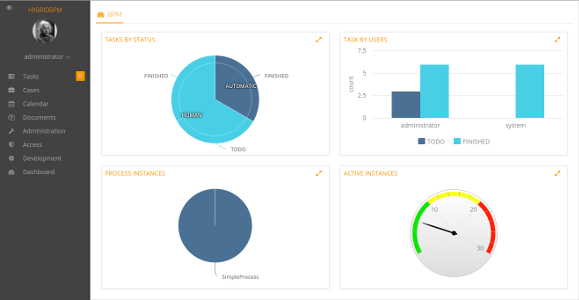 HYBRIDBPM
administrator
Tasks
Cases
Calendar
Documents
Administration
Access
Development
Dashboard
BPM
TASKS BY STATUS
FINISHED
AUTOMATIC
FINISHED
HUMAN
TODO
TASK BY USERS
7.5
5
2.5
0
count
administrator
system
TODO FINISHED
PROCESS INSTANCES
SimpleProcess
ACTIVE INSTANCES
10
20
30